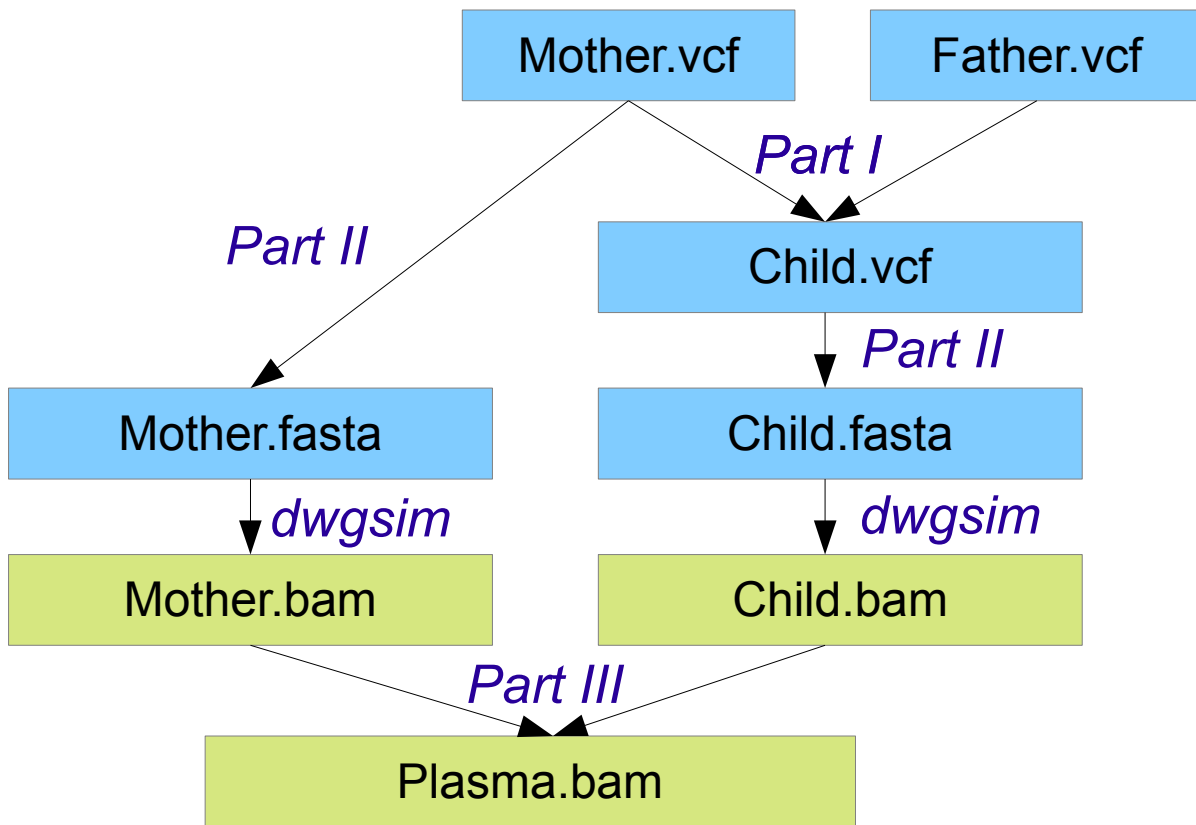 Mother.vcf
Father.vcf
Part I
Part II
Child.vcf
Part II
Mother.fasta
Child.fasta
dwgsim
dwgsim
Mother.bam
Child.bam
Part III
Plasma.bam